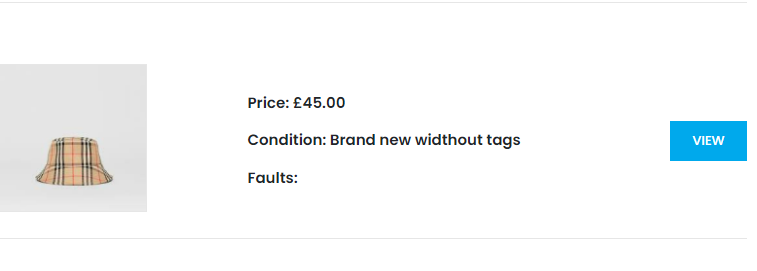 Price: £45.00
Condition: Brand new widthout tags
VIEW
Faults: